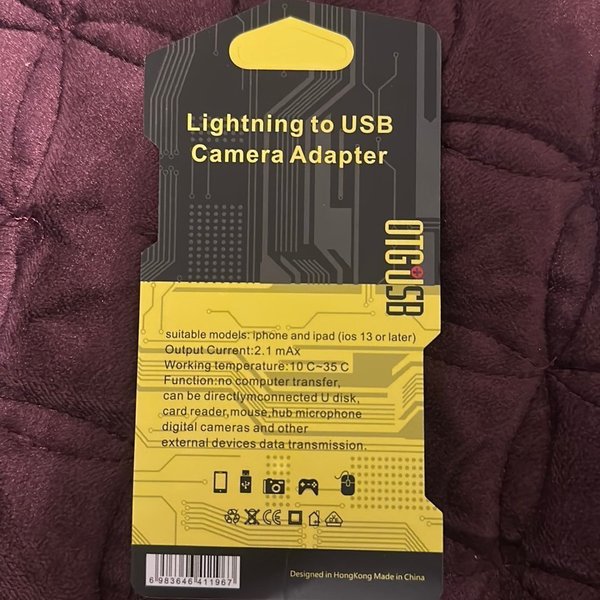 Lightning to USB
Camera Adapter
OTG USB
suitable models: iphone and ipad (ios 13 or later)
Output Current:2.1 mAx
Working temperature:10 C~35 C
Function:no computer transfer,
can be directlymconnected U disk,
card reader,mouse,hub microphone
digital cameras and other
external devices data transmission.
CE
6 983646 411967
Designed in HongKong Made in China